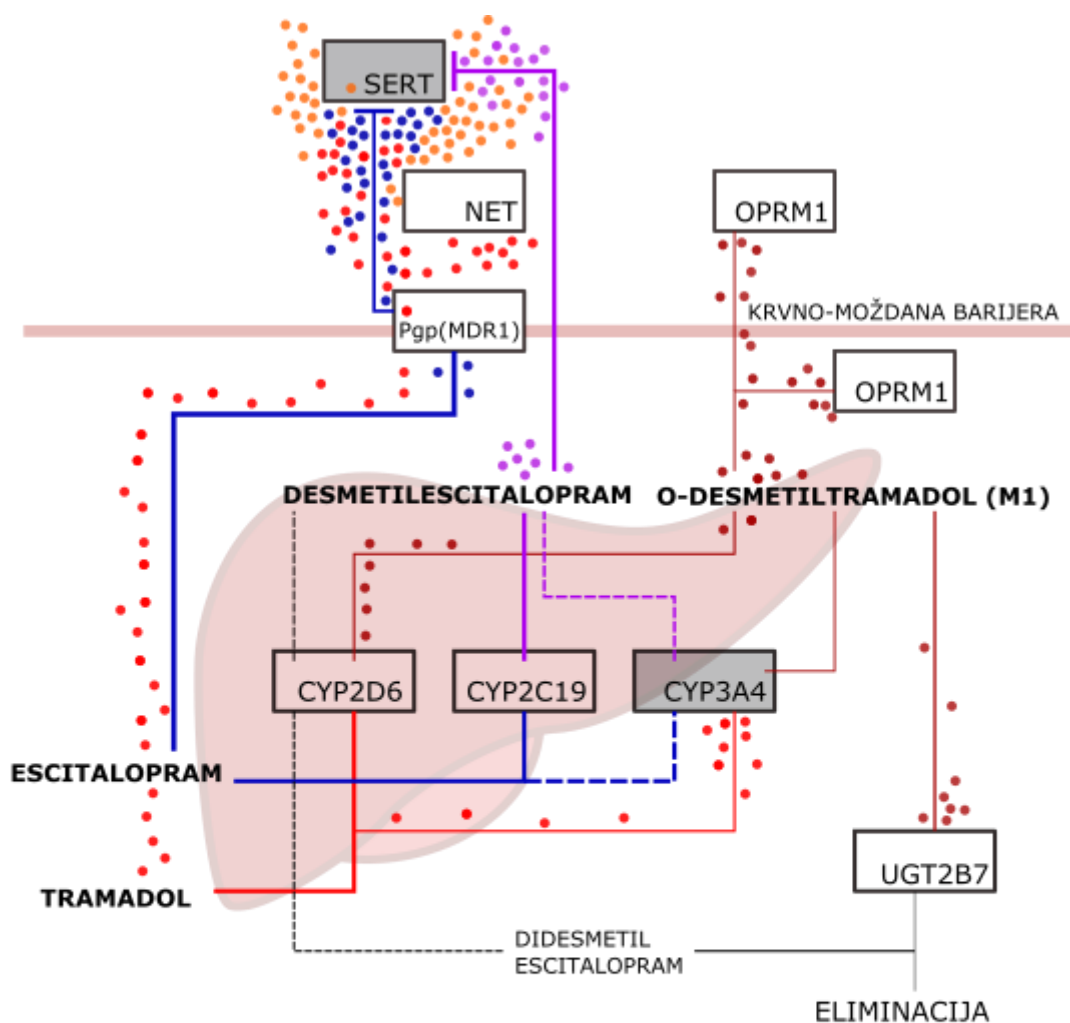 SERT
NET
OPRM1
KRVNO-MOŽDANA BARIJERA
Pgp(MDR1)
OPRM1
DESMETILESCITALOPRAM
O-DESMETILTRAMADOL (M1)
CYP2D6
CYP2C19
CYP3A4
ESCITALOPRAM
TRAMADOL
UGT2B7
DIDESMETIL
ESCITALOPRAM
ELIMINACIJA